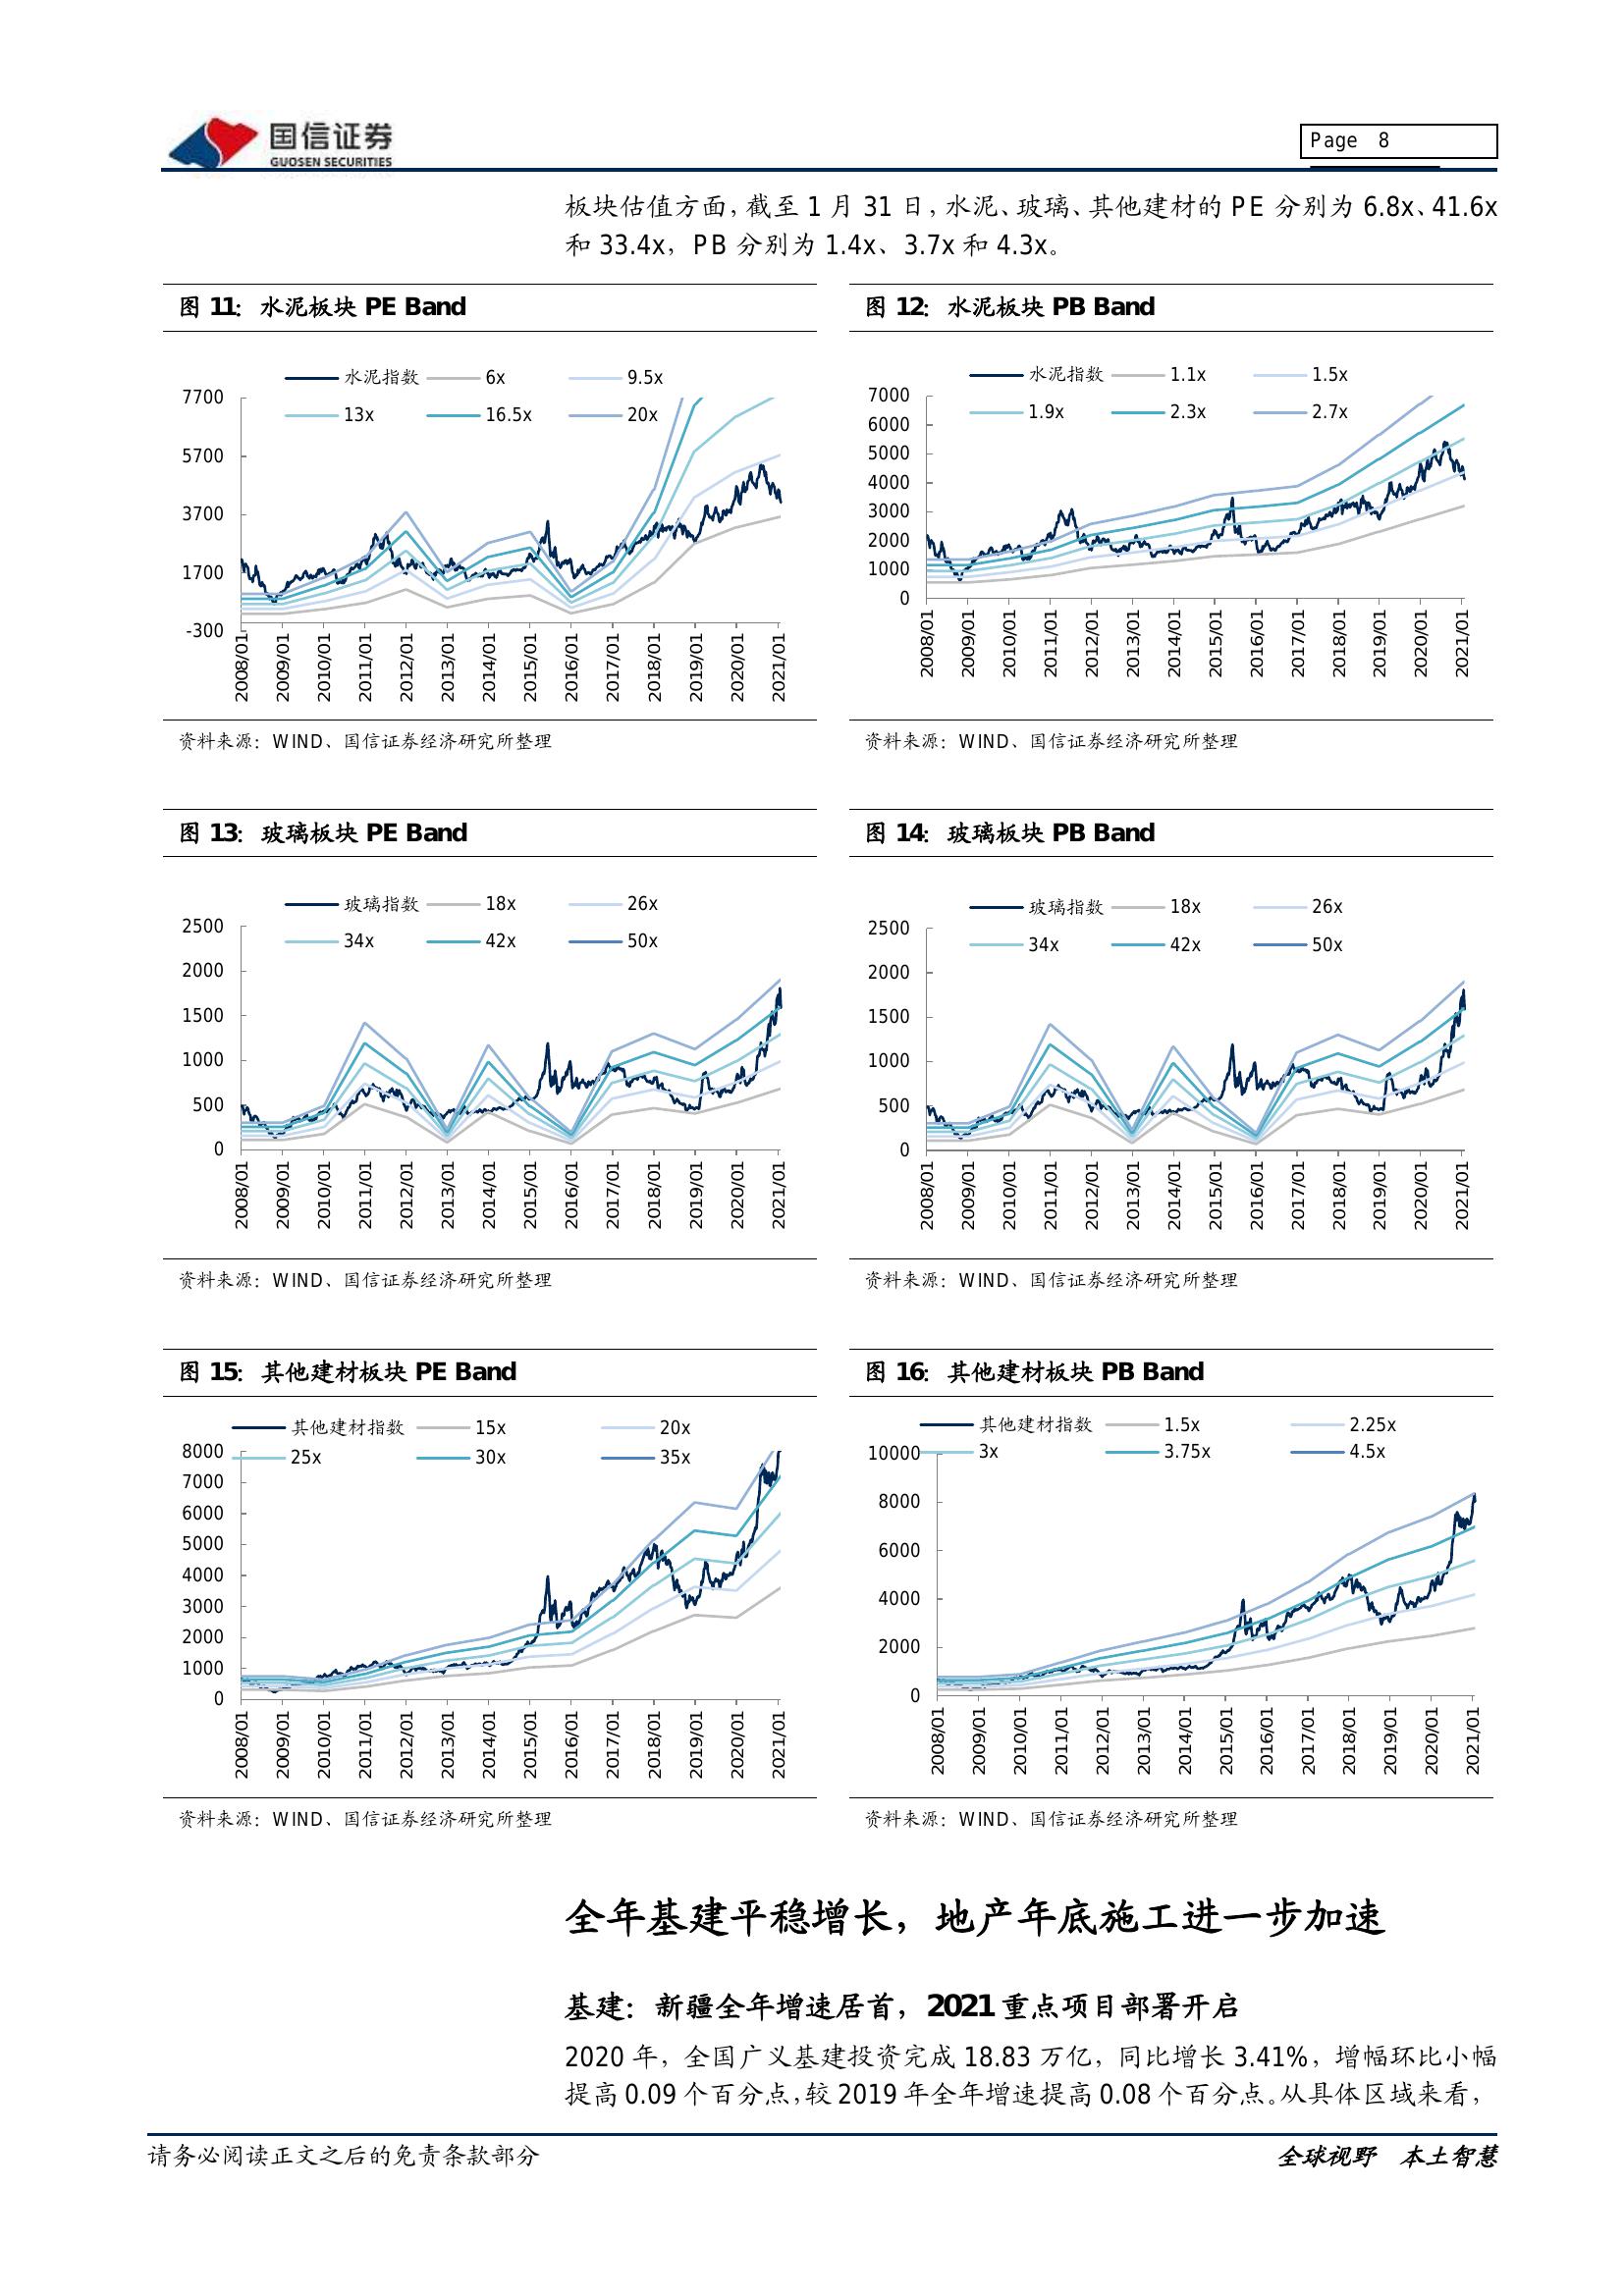 国信证券
GUOSEN SECURITIES
Page 8
板块估值方面，截至 1 月 31 日，水泥、玻璃、其他建材的 PE 分别为 6.8x、41.6x
和 33.4x，PB 分别为 1.4x、3.7x 和 4.3x。
图 11：水泥板块 PE Band
水泥指数 6x 9.5x
13x 16.5x 20x
7700
5700
3700
1700
-300
2008/01 2009/01 2010/01 2011/01 2012/01 2013/01 2014/01 2015/01 2016/01 2017/01 2018/01 2019/01 2020/01 2021/01
资料来源：WIND、国信证券经济研究所整理
图 12：水泥板块 PB Band
水泥指数 1.1x 1.5x
1.9x 2.3x 2.7x
7000
6000
5000
4000
3000
2000
1000
0
2008/01 2009/01 2010/01 2011/01 2012/01 2013/01 2014/01 2015/01 2016/01 2017/01 2018/01 2019/01 2020/01 2021/01
资料来源：WIND、国信证券经济研究所整理
图 13：玻璃板块 PE Band
玻璃指数 18x 26x
34x 42x 50x
2500
2000
1500
1000
500
0
2008/01 2009/01 2010/01 2011/01 2012/01 2013/01 2014/01 2015/01 2016/01 2017/01 2018/01 2019/01 2020/01 2021/01
资料来源：WIND、国信证券经济研究所整理
图 14：玻璃板块 PB Band
玻璃指数 18x 26x
34x 42x 50x
2500
2000
1500
1000
500
0
2008/01 2009/01 2010/01 2011/01 2012/01 2013/01 2014/01 2015/01 2016/01 2017/01 2018/01 2019/01 2020/01 2021/01
资料来源：WIND、国信证券经济研究所整理
图 15：其他建材板块 PE Band
其他建材指数 15x 20x
25x 30x 35x
8000
7000
6000
5000
4000
3000
2000
1000
0
2008/01 2009/01 2010/01 2011/01 2012/01 2013/01 2014/01 2015/01 2016/01 2017/01 2018/01 2019/01 2020/01 2021/01
资料来源：WIND、国信证券经济研究所整理
图 16：其他建材板块 PB Band
其他建材指数 1.5x 2.25x
3x 3.75x 4.5x
10000
8000
6000
4000
2000
0
2008/01 2009/01 2010/01 2011/01 2012/01 2013/01 2014/01 2015/01 2016/01 2017/01 2018/01 2019/01 2020/01 2021/01
资料来源：WIND、国信证券经济研究所整理
全年基建平稳增长，地产年底施工进一步加速
基建：新疆全年增速居首，2021 重点项目部署开启
2020 年，全国广义基建投资完成 18.83 万亿，同比增长 3.41%，增幅环比小幅
提高 0.09 个百分点，较 2019 年全年增速提高 0.08 个百分点。从具体区域来看，
请务必阅读正文之后的免责条款部分
全球视野 本土智慧